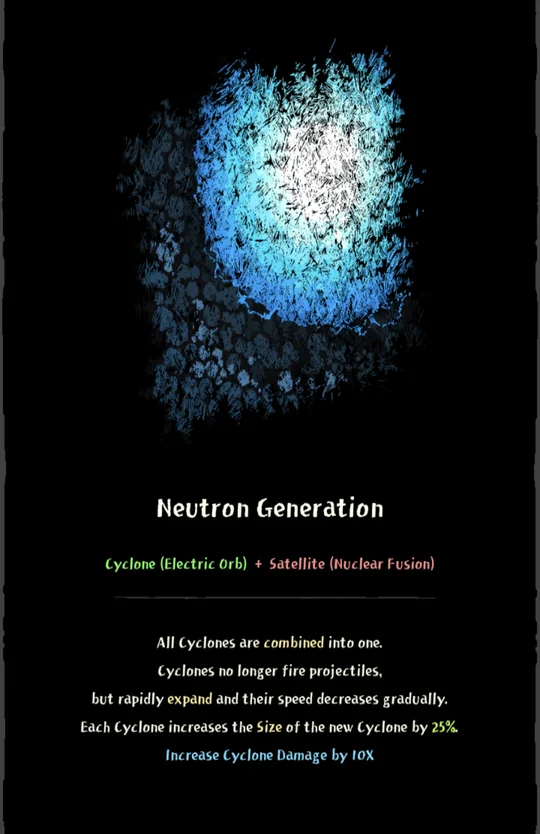 Neutron Generation
Cyclone (Electric Orb) + Satellite (Nuclear Fusion)
All Cyclones are combined into one.
Cyclones no longer fire projectiles,
but rapidly expand and their speed decreases gradually.
Each Cyclone increases the Size of the new Cyclone by 25%.
Increase Cyclone Damage by 10X